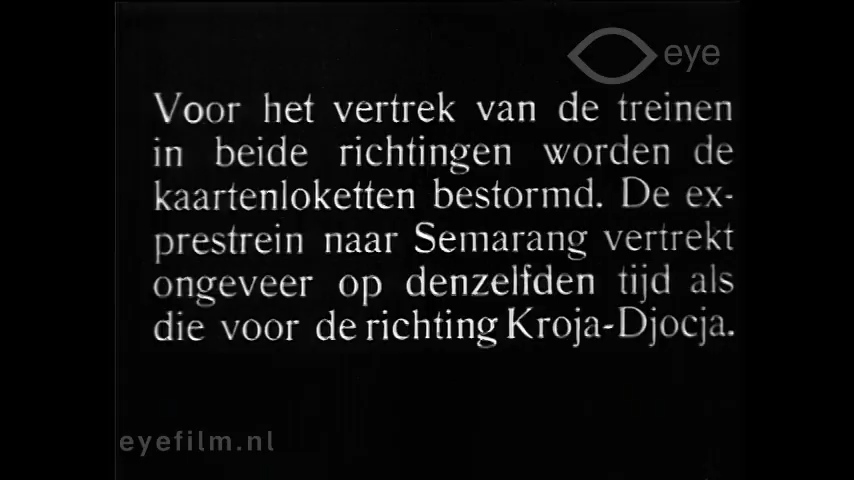 eye
Voor het vertrek van de treinen
in beide richtingen worden de
kaartenloketten bestormd. De ex-
prestrein naar Semarang vertrekt
ongeveer op denzelfden tijd als
die voor de richting Kroja-Djocja.
eyefilm.nl